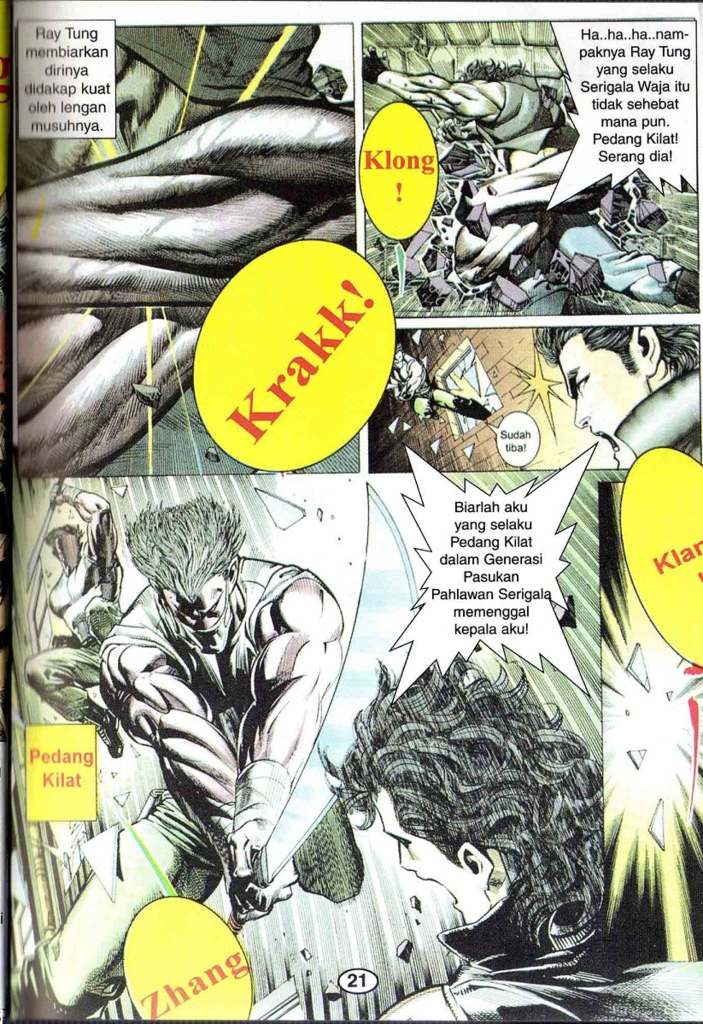 Ray Tung
membiarkan
dirinya
didakap kuat
oleh lengan
musuhnya.
Ha..ha..ha..nam-
paknya Ray Tung
yang selaku
Serigala Waja itu
tidak sehebat
mana pun.
Pedang Kilat!
Serang dia!
Klong
!
Krakk!
Sudah
tiba!
Biarlah aku
yang selaku
Pedang Kilat
dalam Generasi
Pasukan
Pahlawan Serigala
memenggal
kepala aku!
Klan
Pedang
Kilat
Zhang
21